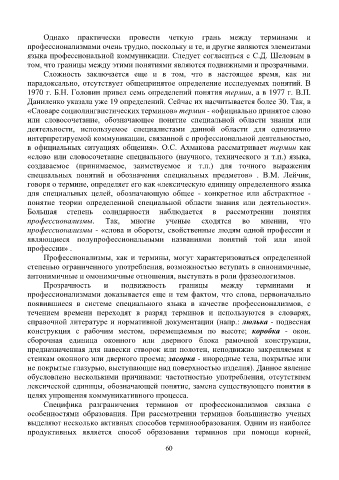 Однако практически провести четкую грань между терминами и
профессионализмами очень трудно, поскольку и те, и другие являются элементами
языка профессиональной коммуникации. Следует согласиться с С.Д. Шеловым в
том, что границы между этими понятиями являются подвижными и прозрачными.
Сложность заключается еще и в том, что в настоящее время, как ни
парадоксально, отсутствует общепринятое определение исследуемых понятий. В
1970 г. Б.Н. Головин привел семь определений понятия термин, а в 1977 г. В.П.
Даниленко указала уже 19 определений. Сейчас их насчитывается более 30. Так, в
«Словаре социолингвистических терминов» термин - «официально принятое слово
или словосочетание, обозначающее понятие специальной области знания или
деятельности, используемое специалистами данной области для однозначно
интерпретируемой коммуникации, связанной с профессиональной деятельностью,
в официальных ситуациях общения». О.С. Ахманова рассматривает термин как
«слово или словосочетание специального (научного, технического и т.п.) языка,
создаваемое (принимаемое, заимствуемое и т.п.) для точного выражения
специальных понятий и обозначения специальных предметов» . В.М. Лейчик,
говоря о термине, определяет его как «лексическую единицу определенного языка
для специальных целей, обозначающую общее - конкретное или абстрактное -
понятие теории определенной специальной области знания или деятельности».
Большая степень солидарности наблюдается в рассмотрении понятия
профессионализмы. Так, многие ученые сходятся во мнении, что
профессионализмы - «слова и обороты, свойственные людям одной профессии и
являющиеся полупрофессиональными названиями понятий той или иной
профессии» .
Профессионализмы, как и термины, могут характеризоваться определенной
степенью ограниченного употребления, возможностью вступать в синонимичные,
антонимичные и омонимичные отношения, выступать в роли фразеологизмов.
Прозрачность и подвижность границы между терминами и
профессионализмами доказывается еще и тем фактом, что слова, первоначально
появившиеся в системе специального языка в качестве профессионализмов, с
течением времени переходят в разряд терминов и используются в словарях,
справочной литературе и нормативной документации (напр.: люлька - подвесная
конструкция с рабочим местом, перемещаемым по высоте; коробка - окон.
сборочная единица оконного или дверного блока рамочной конструкции,
предназначенная для навески створок или полотен, неподвижно закрепляемая к
стенкам оконного или дверного проема; засорка - инородные тела, покрытые или
не покрытые глазурью, выступающие над поверхностью изделия). Данное явление
обусловлено несколькими причинами: частотностью употребления, отсутствием
лексической единицы, обозначающей понятие, замены существующего понятия в
целях упрощения коммуникативного процесса.
Специфика разграничения терминов от профессионализмов связана с
особенностями образования. При рассмотрении терминов большинство ученых
выделяют несколько активных способов терминообразования. Одним из наиболее
продуктивных является способ образования терминов при помощи корней,
60